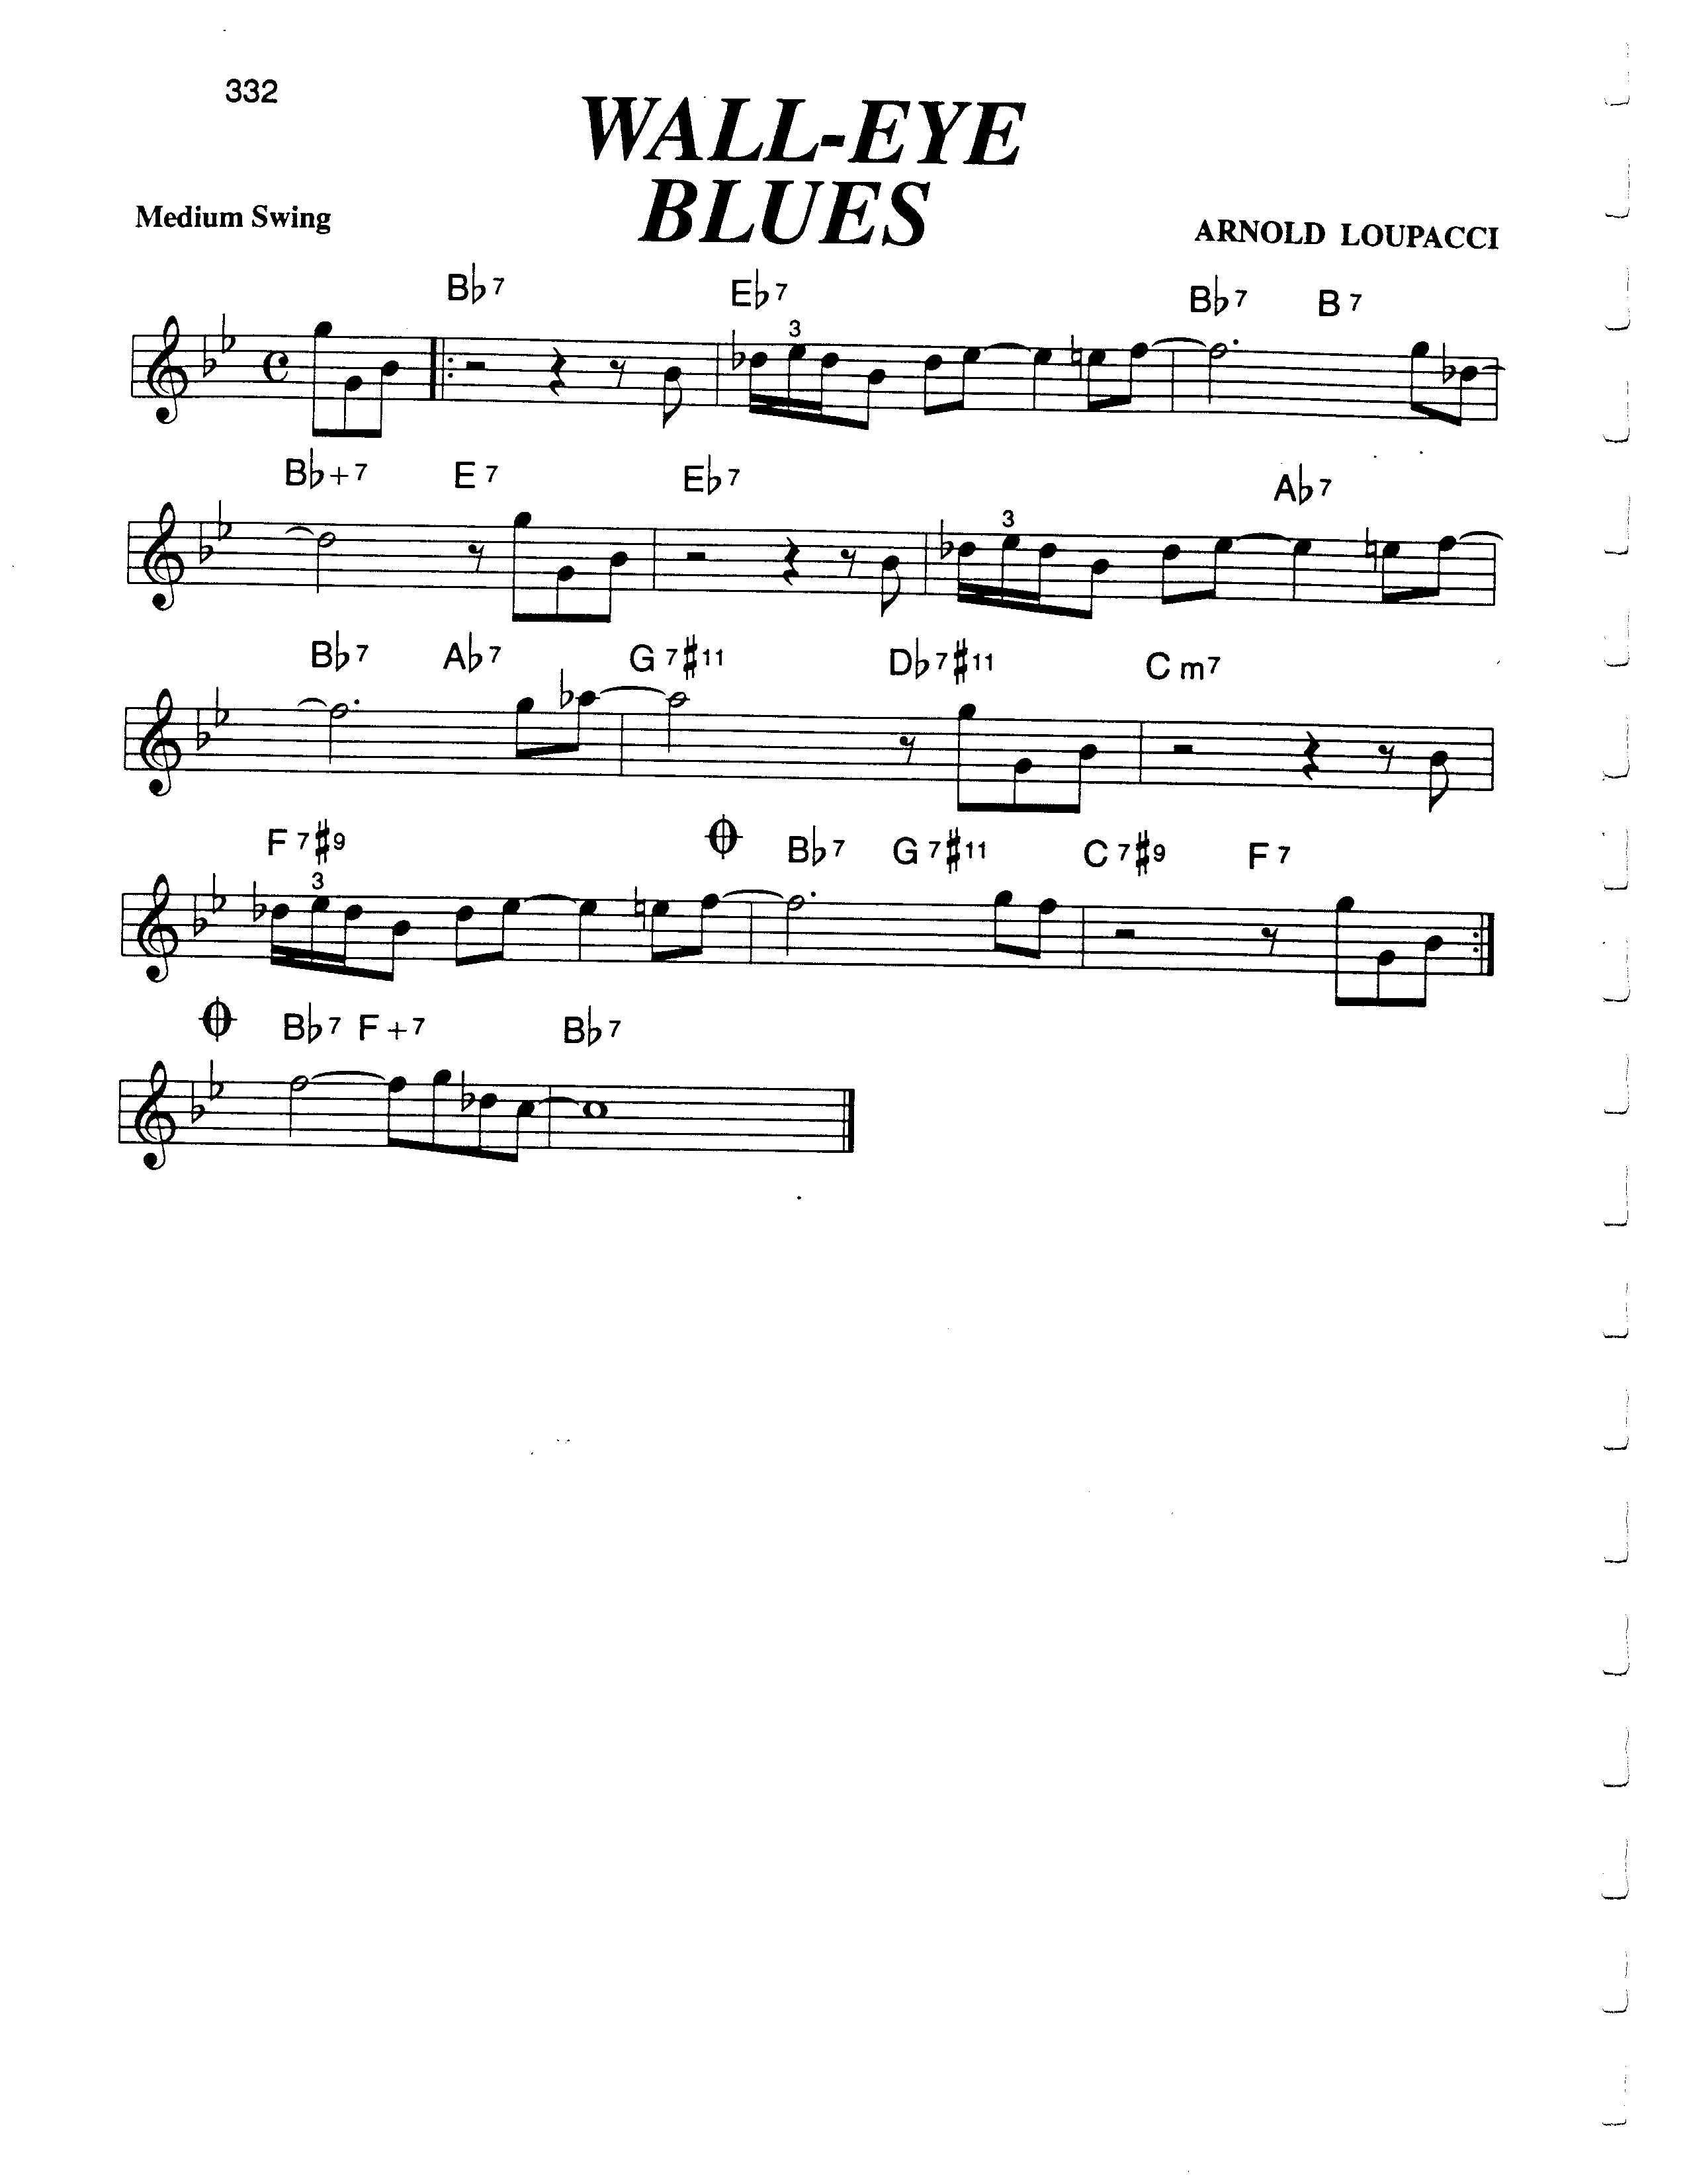 332
WALL-EYE
BLUES
Medium Swing
ARNOLD LOUPACCI
B♭7 E♭7 B♭7 B7
3
B♭+7 E7 E♭7 A♭7
3
B♭7 A♭7 G7♯11 D♭7♯11 Cm7
F7♯9 B♭7 G7♯11 C7♯9 F7
3
B♭7 F+7 B♭7